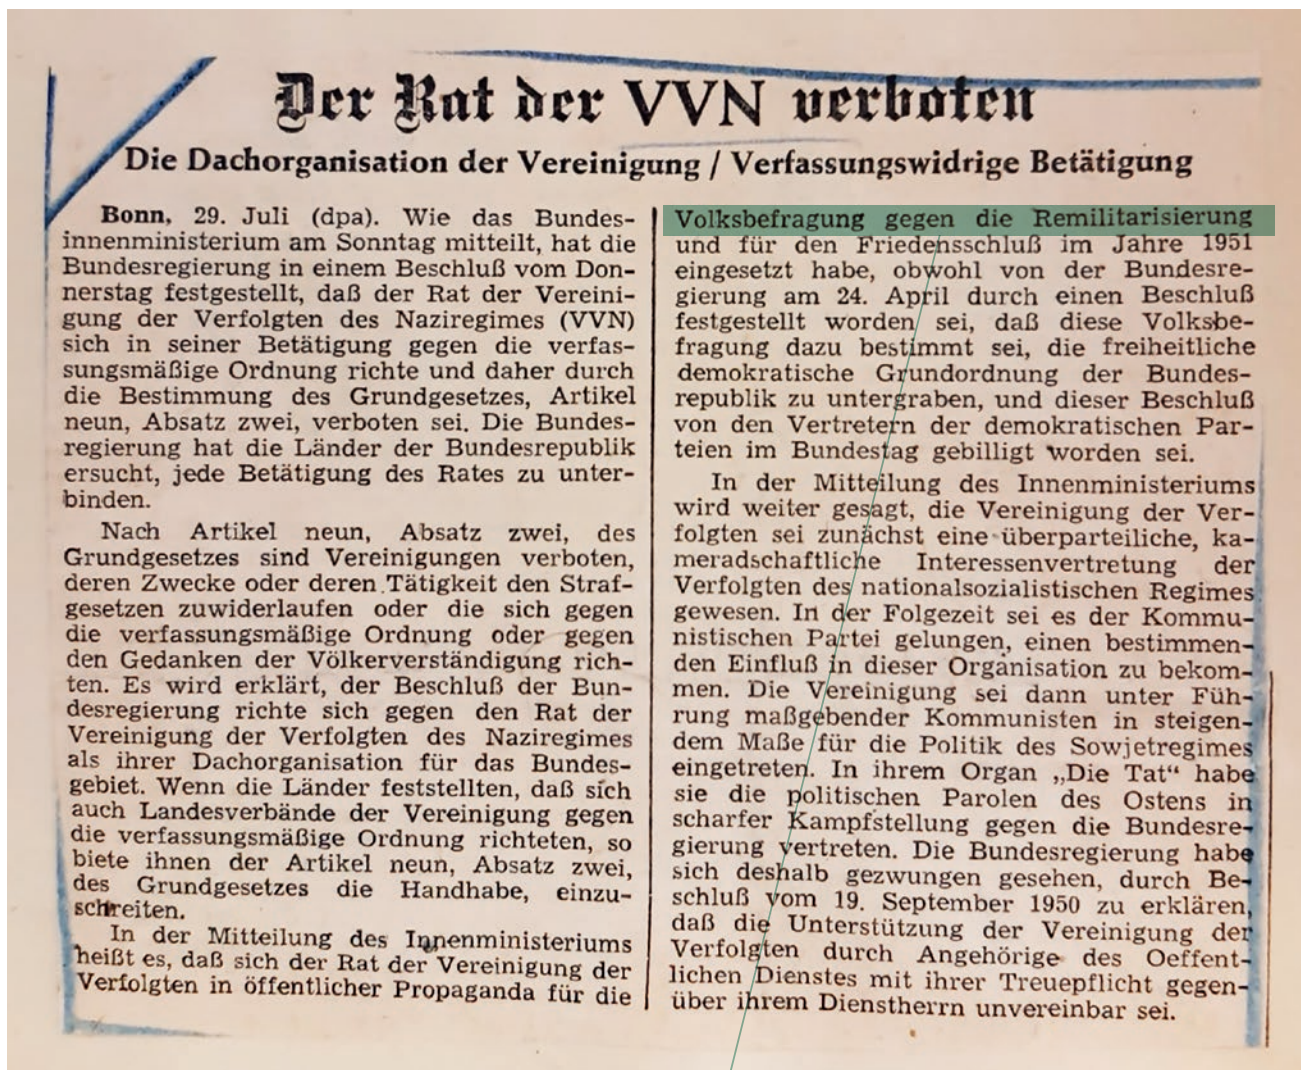 Der Rat der VVN verboten
Die Dachorganisation der Vereinigung / Verfassungswidrige Betätigung
Bonn, 29. Juli (dpa). Wie das Bundes-
innenministerium am Sonntag mitteilt, hat die
Bundesregierung in einem Beschluß vom Don-
nerstag festgestellt, daß der Rat der Vereini-
gung der Verfolgten des Naziregimes (VVN)
sich in seiner Betätigung gegen die verfas-
sungsmäßige Ordnung richte und daher durch
die Bestimmung des Grundgesetzes, Artikel
neun, Absatz zwei, verboten sei. Die Bundes-
regierung hat die Länder der Bundesrepublik
ersucht, jede Betätigung des Rates zu unter-
binden.
Nach Artikel neun, Absatz zwei, des
Grundgesetzes sind Vereinigungen verboten,
deren Zwecke oder deren Tätigkeit den Straf-
gesetzen zuwiderlaufen oder die sich gegen
die verfassungsmäßige Ordnung oder gegen
den Gedanken der Völkerverständigung rich-
ten. Es wird erklärt, der Beschluß der Bun-
desregierung richte sich gegen den Rat der
Vereinigung der Verfolgten des Naziregimes
als ihrer Dachorganisation für das Bundes-
gebiet. Wenn die Länder feststellten, daß sich
auch Landesverbände der Vereinigung gegen
die verfassungsmäßige Ordnung richteten, so
biete ihnen der Artikel neun, Absatz zwei,
des Grundgesetzes die Handhabe, einzu-
schreiten.
In der Mitteilung des Innenministeriums
heißt es, daß sich der Rat der Vereinigung der
Verfolgten in öffentlicher Propaganda für die
Volksbefragung gegen die Remilitarisierung
und für den Friedensschluß im Jahre 1951
eingesetzt habe, obwohl von der Bundesre-
gierung am 24. April durch einen Beschluß
festgestellt worden sei, daß diese Volksbe-
fragung dazu bestimmt sei, die freiheitliche
demokratische Grundordnung der Bundes-
republik zu untergraben, und dieser Beschluß
von den Vertretern der demokratischen Par-
teien im Bundestag gebilligt worden sei.
In der Mitteilung des Innenministeriums
wird weiter gesagt, die Vereinigung der Ver-
folgten sei zunächst eine überparteiliche, ka-
meradschaftliche Interessenvertretung der
Verfolgten des nationalsozialistischen Regimes
gewesen. In der Folgezeit sei es der Kommu-
nistischen Partei gelungen, einen bestimmen-
den Einfluß in dieser Organisation zu bekom-
men. Die Vereinigung sei dann unter Füh-
rung maßgebender Kommunisten in steigen-
dem Maße für die Politik des Sowjetregimes
eingetreten. In ihrem Organ „Die Tat“ habe
sie die politischen Parolen des Ostens in
scharfer Kampfstellung gegen die Bundesre-
gierung vertreten. Die Bundesregierung habe
sich deshalb gezwungen gesehen, durch Be-
schluß vom 19. September 1950 zu erklären,
daß die Unterstützung der Vereinigung der
Verfolgten durch Angehörige des Oeffent-
lichen Dienstes mit ihrer Treuepflicht gegen-
über ihrem Dienstherrn unvereinbar sei.